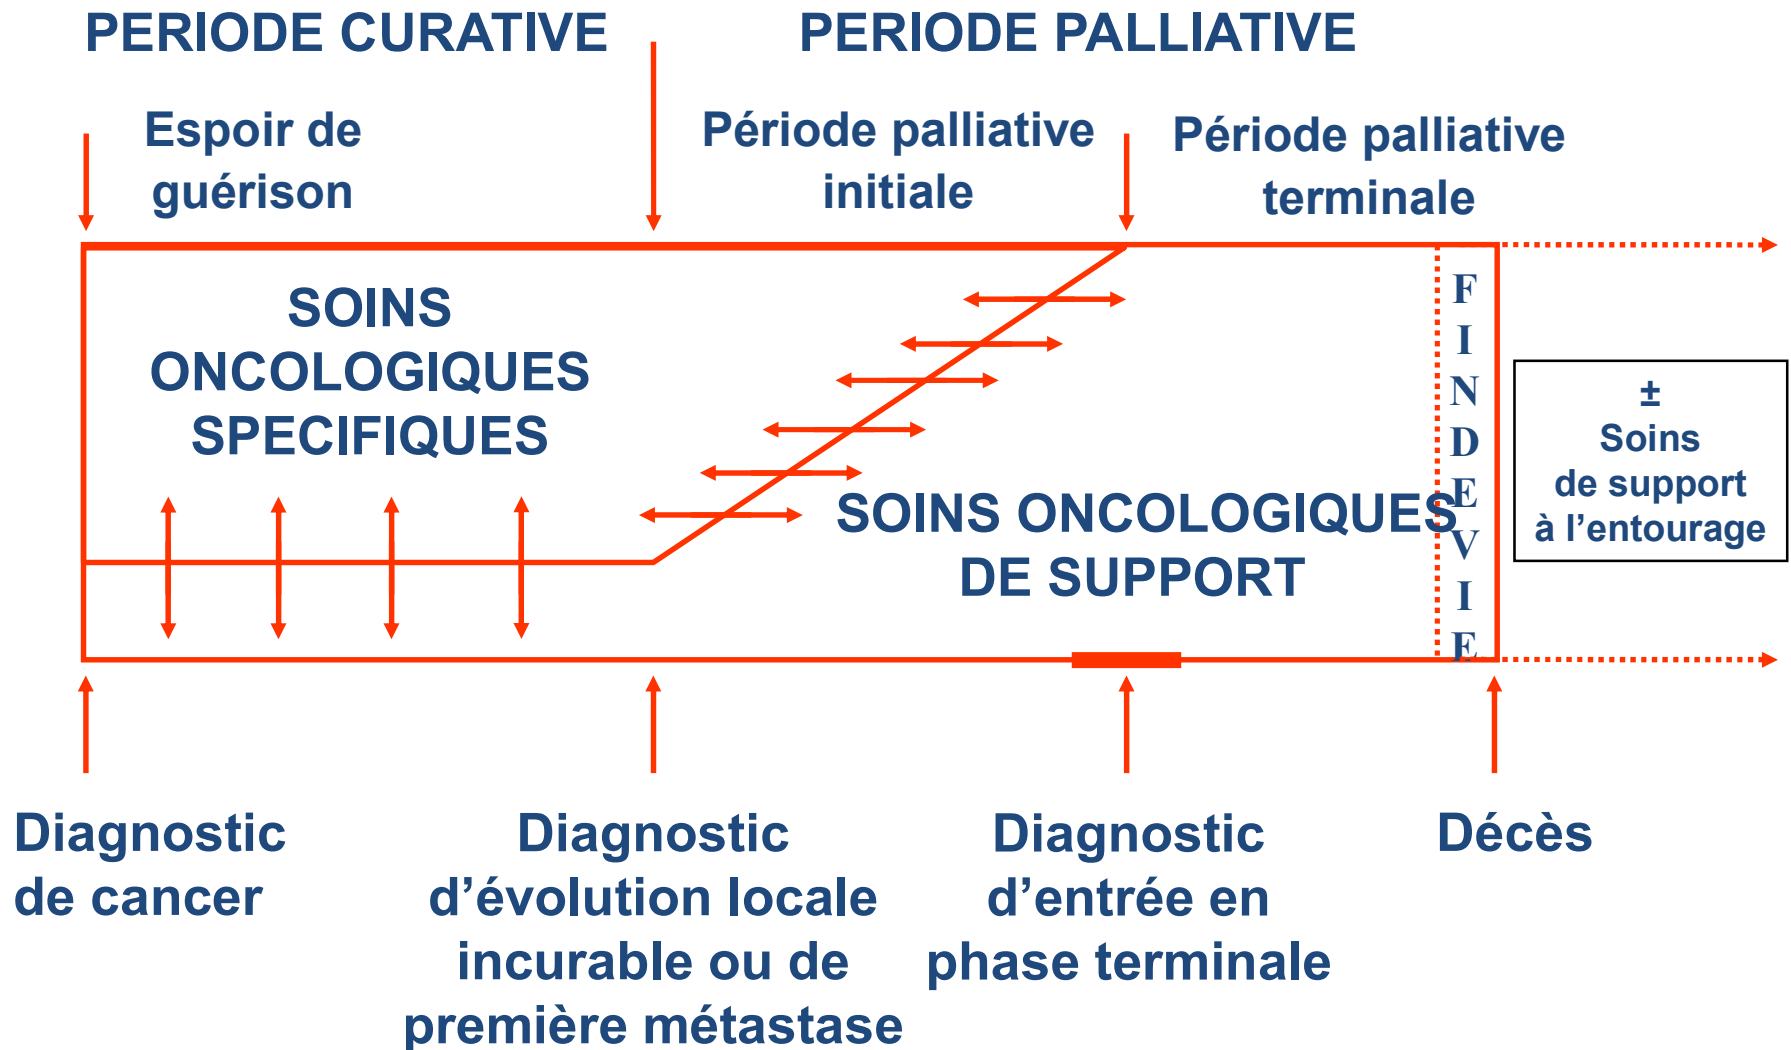 PERIODE CURATIVE
PERIODE PALLIATIVE
Espoir de
guérison
Période palliative
initiale
Période palliative
terminale
SOINS
ONCOLOGIQUES
SPECIFIQUES
SOINS ONCOLOGIQUES
DE SUPPORT
F
I
N
D
E
V
I
E
±
Soins
de support
à l’entourage
Diagnostic
de cancer
Diagnostic
d’évolution locale
incurable ou de
première métastase
Diagnostic
d’entrée en
phase terminale
Décès